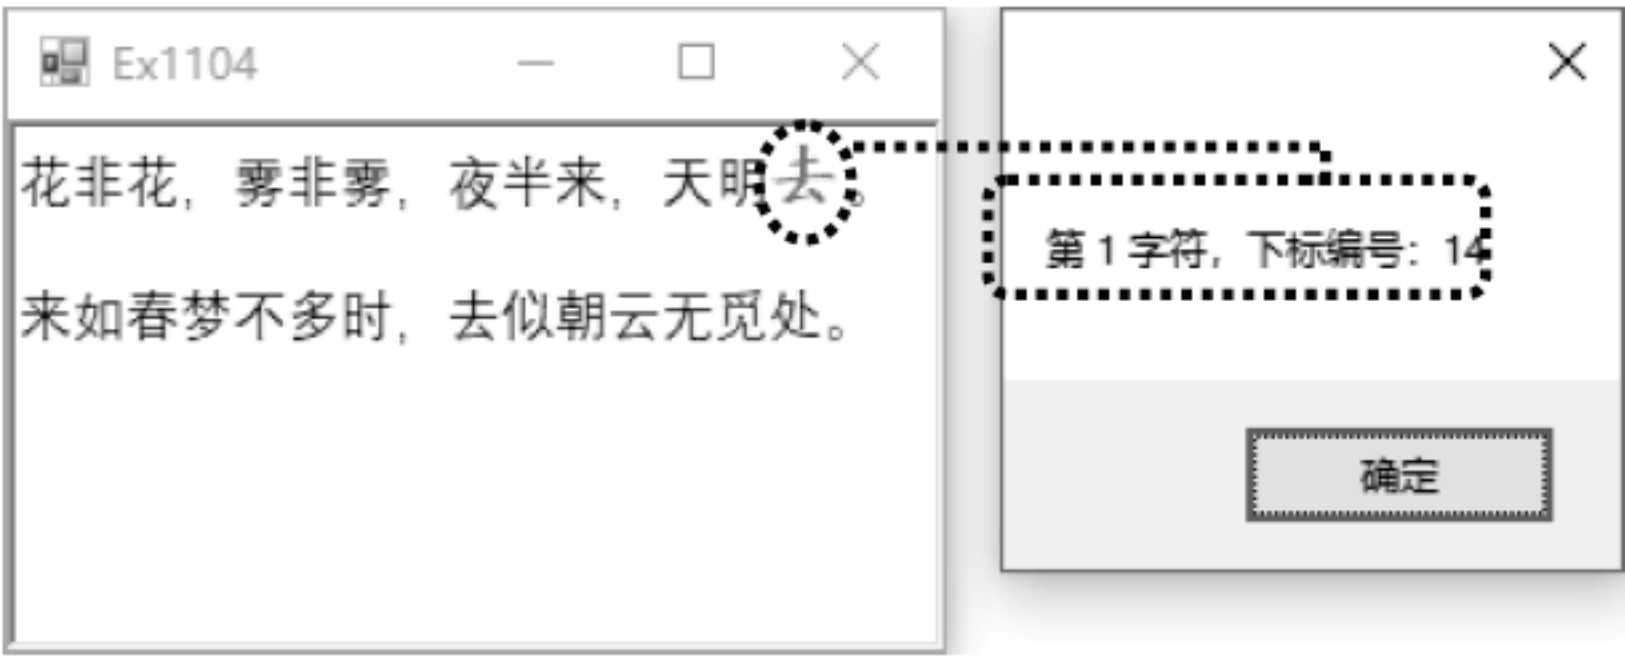 Ex1104
花非花，雾非雾，夜半来，天明去。
来如春梦不多时，去似朝云无觅处。
第 1 字符，下标编号：14
确定